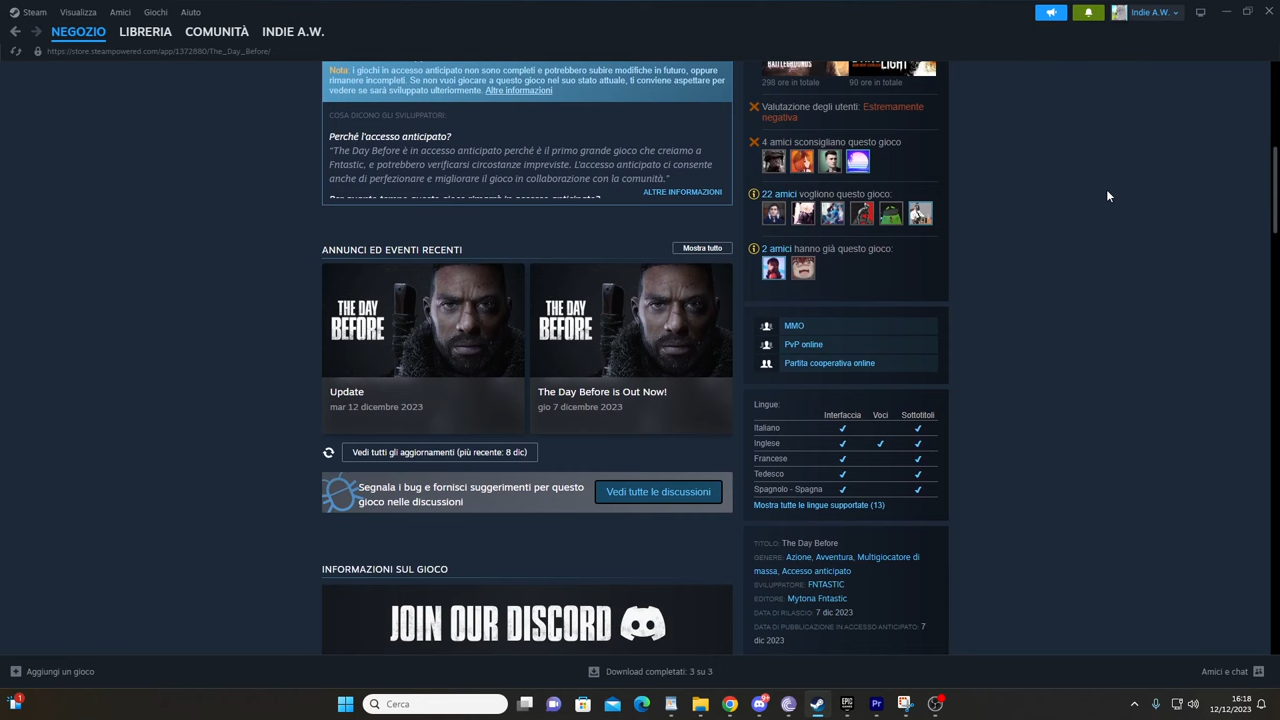 Steam Visualizza Amici Giochi Aiuto
Indie A.W.
NEGOZIO LIBRERIA COMUNITÀ INDIE A.W.
https://store.steampowered.com/app/1372880/The_Day_Before/
Nota. i giochi in accesso anticipato non sono completi e potrebbero subire modifiche in futuro, oppure
rimanere incompleti. Se non vuoi giocare a questo gioco nel suo stato attuale, ti conviene aspettare per
vedere se sarà sviluppato ulteriormente. Altre informazioni
COSA DICONO GLI SVILUPPATORI:
Perché l'accesso anticipato?
"The Day Before è in accesso anticipato perché è il primo grande gioco che creiamo a
Fntastic, e potrebbero verificarsi circostanze impreviste. L'accesso anticipato ci consente
anche di perfezionare e migliorare il gioco in collaborazione con la comunità."
ALTRE INFORMAZIONI
ANNUNCI ED EVENTI RECENTI
Mostra tutto
THE DAY
BEFORE
Update
mar 12 dicembre 2023
THE DAY
BEFORE
The Day Before is Out Now!
gio 7 dicembre 2023
Vedi tutti gli aggiornamenti (più recente: 8 dic)
Segnala i bug e fornisci suggerimenti per questo
gioco nelle discussioni
Vedi tutte le discussioni
INFORMAZIONI SUL GIOCO
JOIN OUR DISCORD
BATTLEGROUNDS
LIGHT
298 ore in totale
90 ore in totale
Valutazione degli utenti: Estremamente
negativa
4 amici sconsigliano questo gioco
22 amici vogliono questo gioco:
2 amici hanno già questo gioco:
MMO
PvP online
Partita cooperativa online
Lingue:
Interfaccia Voci Sottotitoli
Italiano ✔ ✔
Inglese ✔ ✔ ✔
Francese ✔ ✔
Tedesco ✔ ✔
Spagnolo - Spagna ✔ ✔
Mostra tutte le lingue supportate (13)
TITOLO: The Day Before
GENERE: Azione, Avventura, Multigiocatore di
massa, Accesso anticipato
SVILUPPATORE: FNTASTIC
EDITORE: Mytona Fntastic
DATA DI RILASCIO: 7 dic 2023
DATA DI PUBBLICAZIONE IN ACCESSO ANTICIPATO: 7
dic 2023
Aggiungi un gioco
Download completati: 3 su 3
Amici e chat
1
Cerca
9+
EPIC
Pr
16:18
12/12/2023